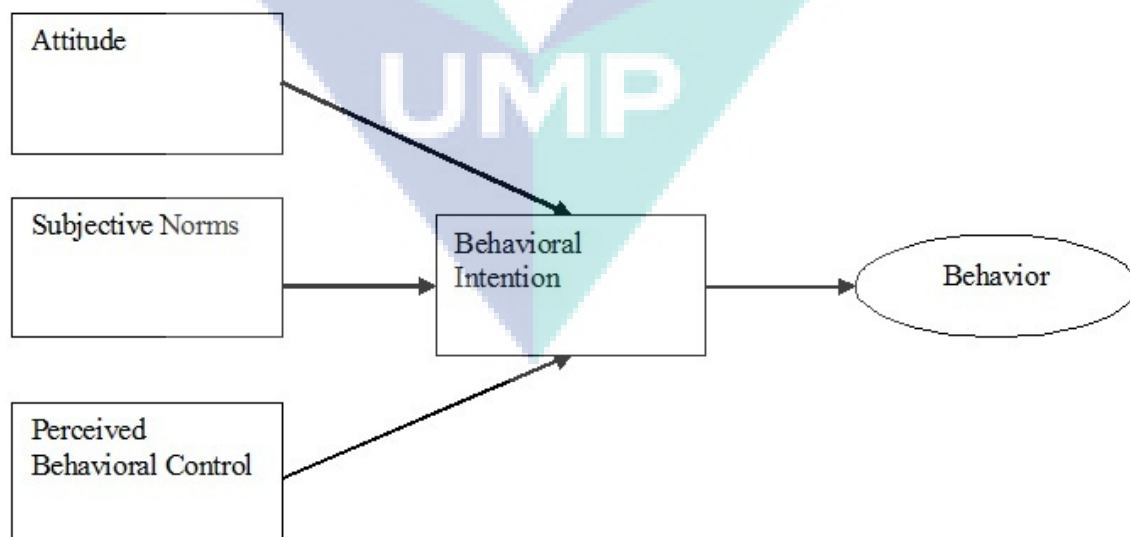 Attitude
UMP
Subjective Norms
Behavioral
Intention
Behavior
Perceived
Behavioral Control